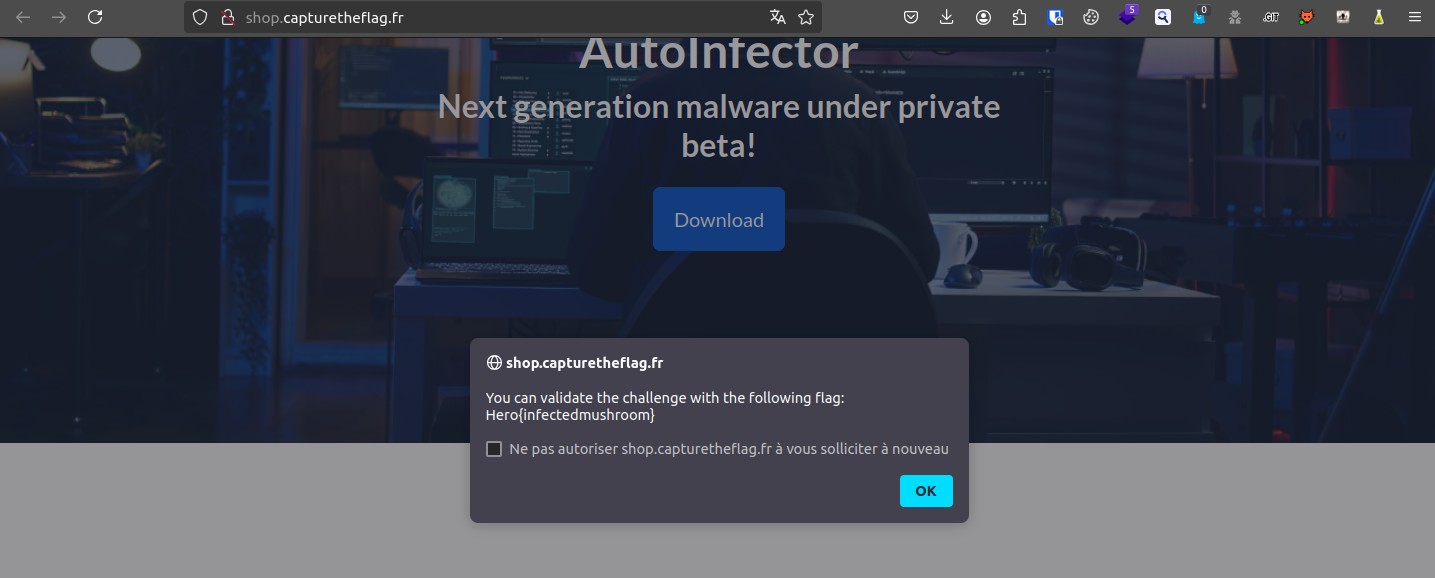 shop.capturetheflag.fr
5
0
.GIT
AutoInfector
Next generation malware under private
beta!
Download
shop.capturetheflag.fr
You can validate the challenge with the following flag:
Hero{infectedmushroom}
Ne pas autoriser shop.capturetheflag.fr à vous solliciter à nouveau
OK